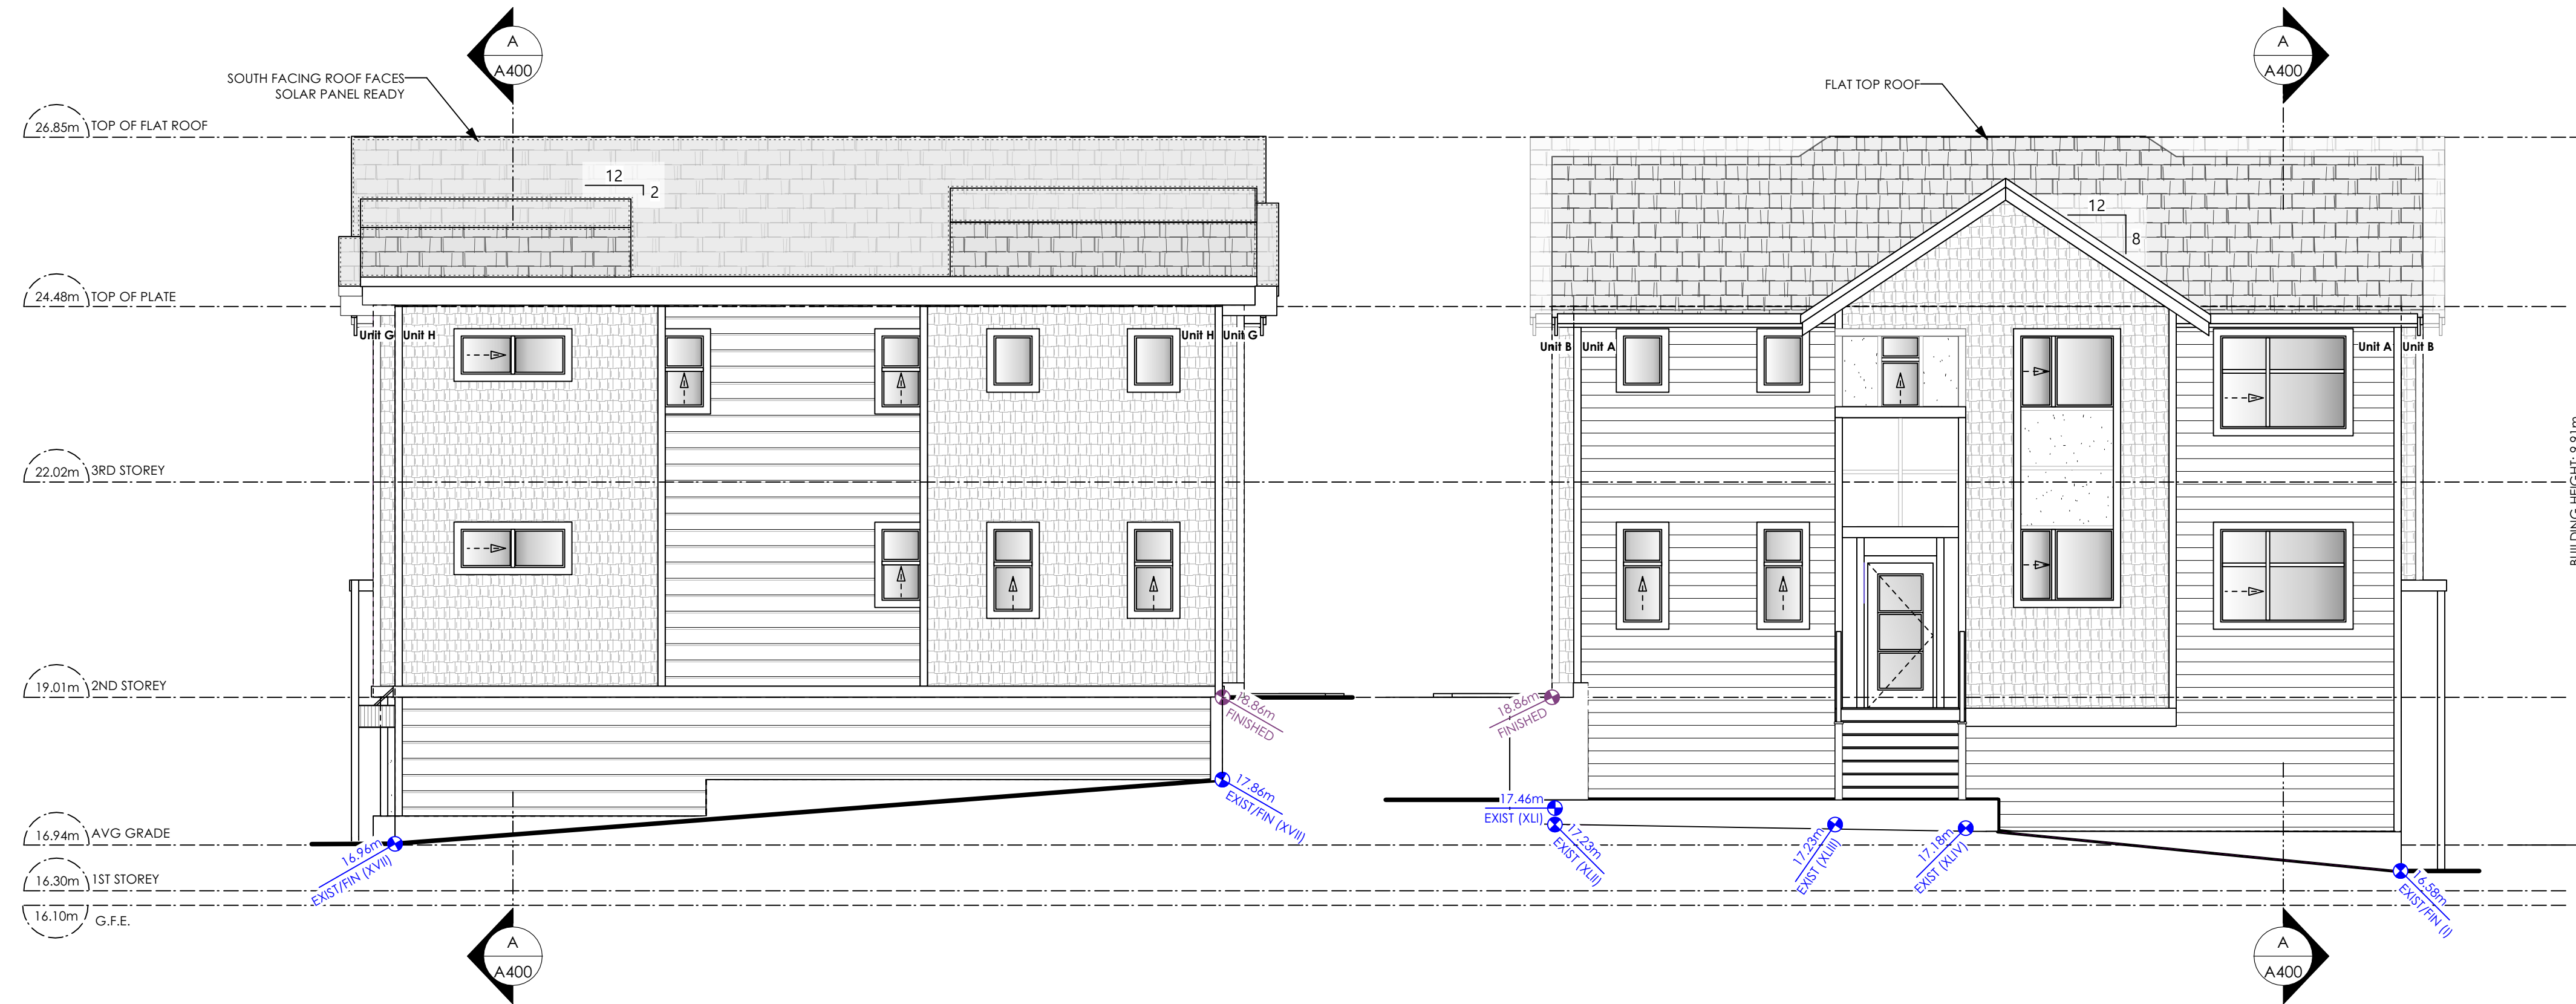 A
A400
A
A400
SOUTH FACING ROOF FACES
SOLAR PANEL READY
FLAT TOP ROOF
26.85m TOP OF FLAT ROOF
12
2
12
8
24.48m TOP OF PLATE
Unit G Unit H
Unit H Unit G
Unit B Unit A
Unit A Unit B
22.02m 3RD STOREY
BUILDING HEIGHT: 9.91m
19.01m 2ND STOREY
18.86m
FINISHED
18.86m
FINISHED
17.86m
EXIST/FIN (XVII)
17.46m
EXIST (XLI)
17.23m
EXIST (XLII)
17.23m
EXIST (XLIII)
17.18m
EXIST (XLIV)
16.94m AVG GRADE
16.96m
EXIST/FIN (XVII)
16.58m
EXIST/FIN (I)
16.30m 1ST STOREY
16.10m G.F.E.
A
A400
A
A400